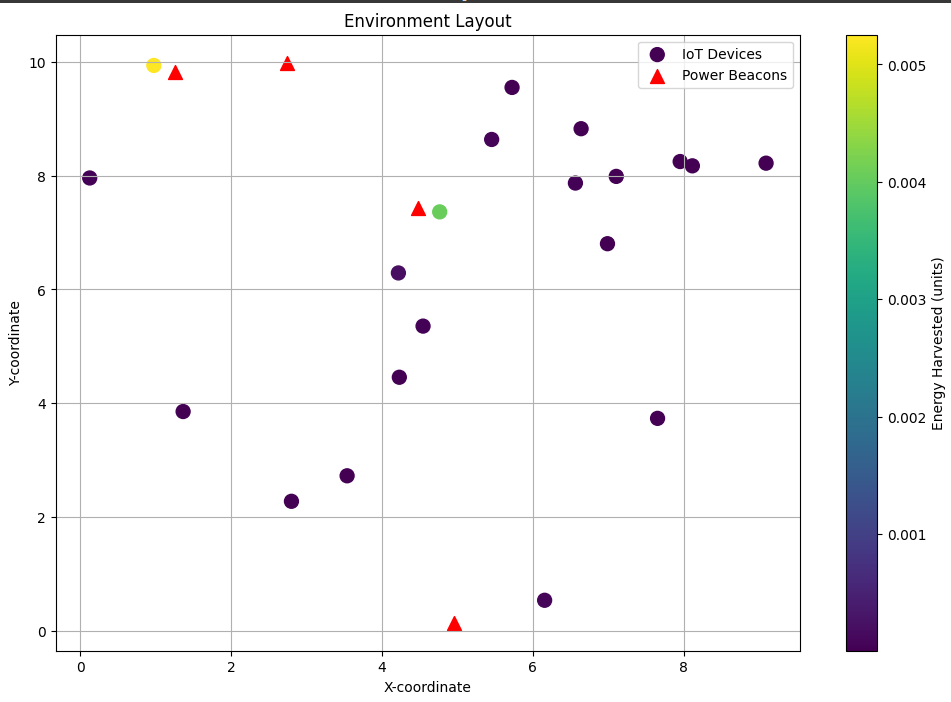 Environment Layout
IoT Devices
Power Beacons
10
8
6
4
2
0
Y-coordinate
0
2
4
6
8
X-coordinate
0.005
0.004
0.003
0.002
0.001
Energy Harvested (units)